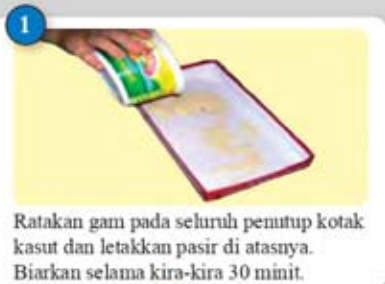 1
Ratakan gam pada seluruh penutup kotak
kasut dan letakkan pasir di atasnya.
Biarkan selama kira-kira 30 minit.